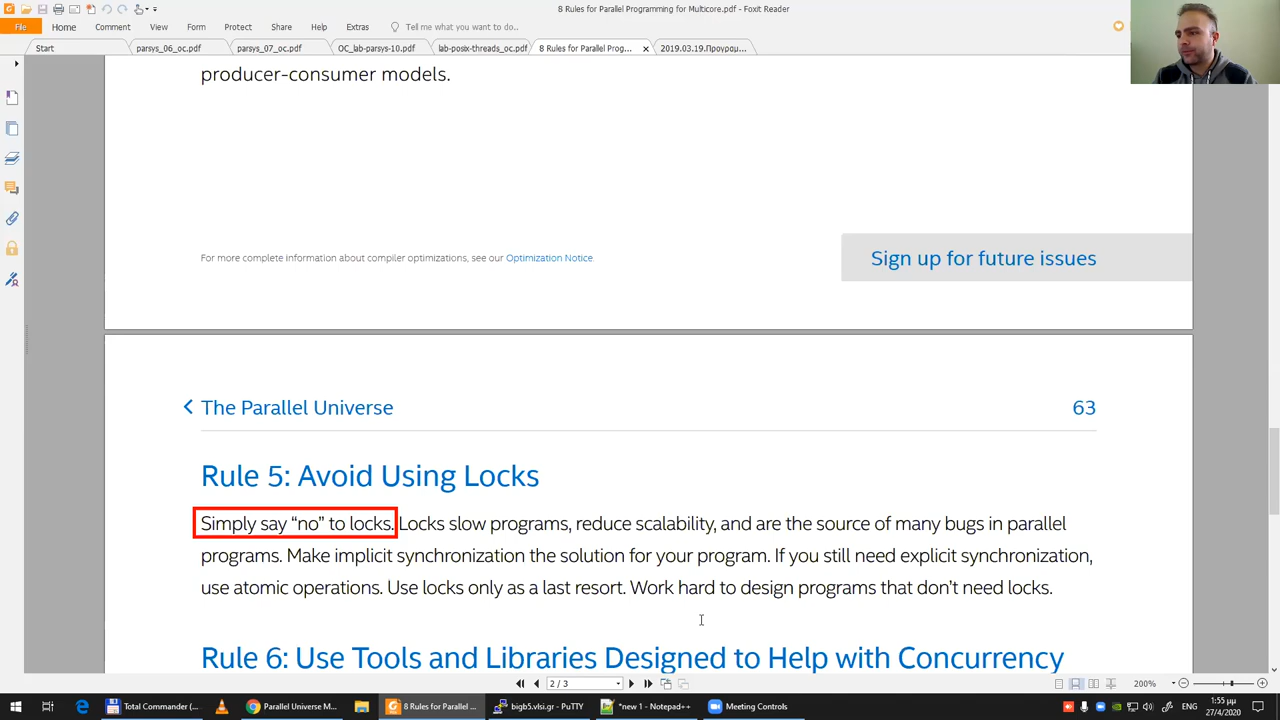 8 Rules for Parallel Programming for Multicore.pdf - Foxit Reader
File Home Comment View Form Protect Share Help Extras Tell me what you want to do..
Start parsys_06_oc.pdf parsys_07_oc.pdf OC_lab-parsys-10.pdf lab-posix-threads_oc.pdf 8 Rules for Parallel Prog... 2019.03.19.Προγραμ...
producer-consumer models.
For more complete information about compiler optimizations, see our Optimization Notice.
Sign up for future issues
The Parallel Universe 63
Rule 5: Avoid Using Locks
Simply say “no” to locks. Locks slow programs, reduce scalability, and are the source of many bugs in parallel
programs. Make implicit synchronization the solution for your program. If you still need explicit synchronization,
use atomic operations. Use locks only as a last resort. Work hard to design programs that don’t need locks.
Rule 6: Use Tools and Libraries Designed to Help with Concurrency
2 / 3 200%
Total Commander (... Parallel Universe M... 8 Rules for Parallel ... bigb5.vlsi.gr - PuTTY *new 1 - Notepad++ Meeting Controls ENG 1:55 μμ
27/4/2020